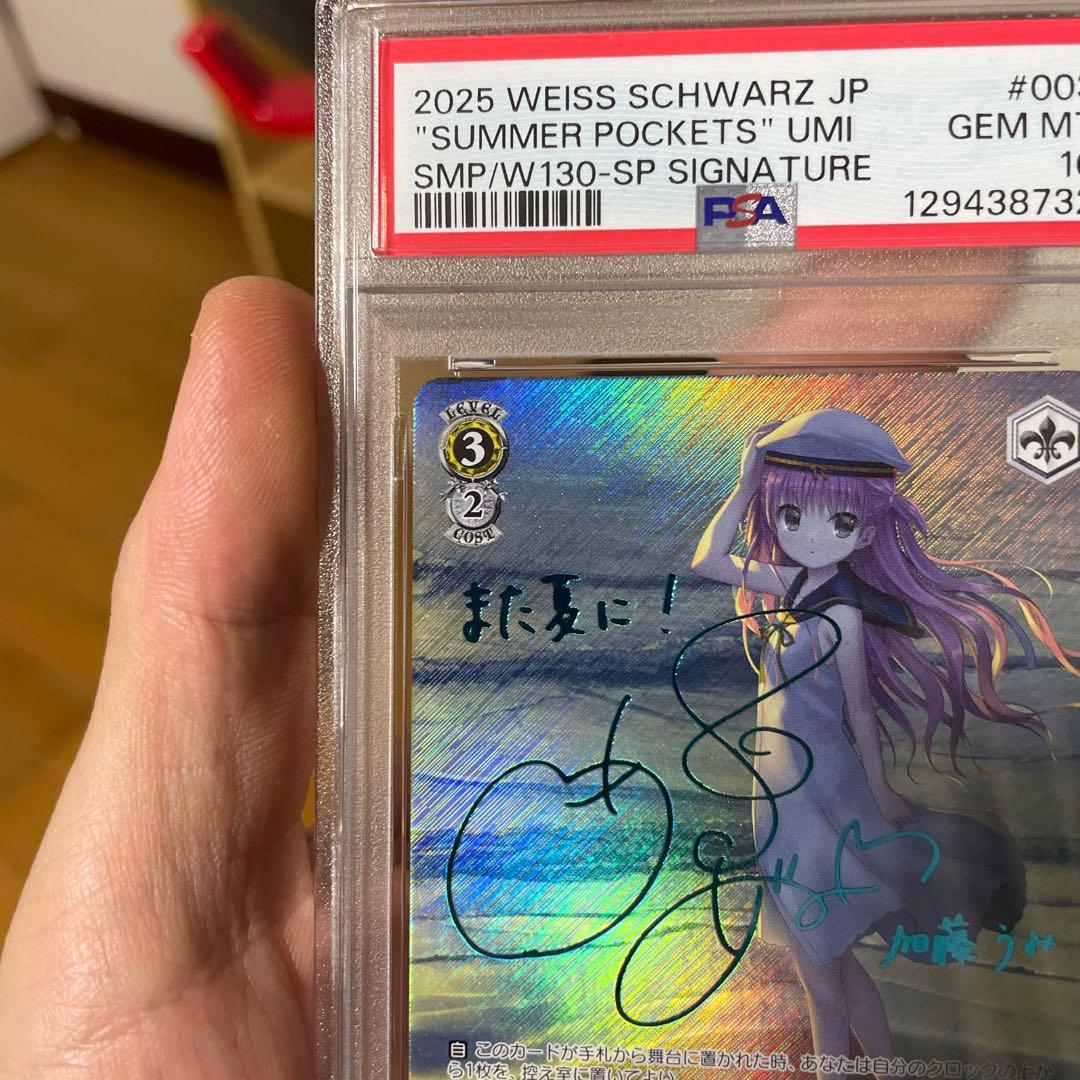 2025 WEISS SCHWARZ JP #003
"SUMMER POCKETS" UMI GEM MT
SMP/W130-SP SIGNATURE 10
PSA 129438732
LEVEL
3
2
COST
また夏に!
加藤うみ
自 このカードが手札から舞台に置かれた時、あなたは自分のクロックの上か
ら1枚を、控え室に置いてよい。